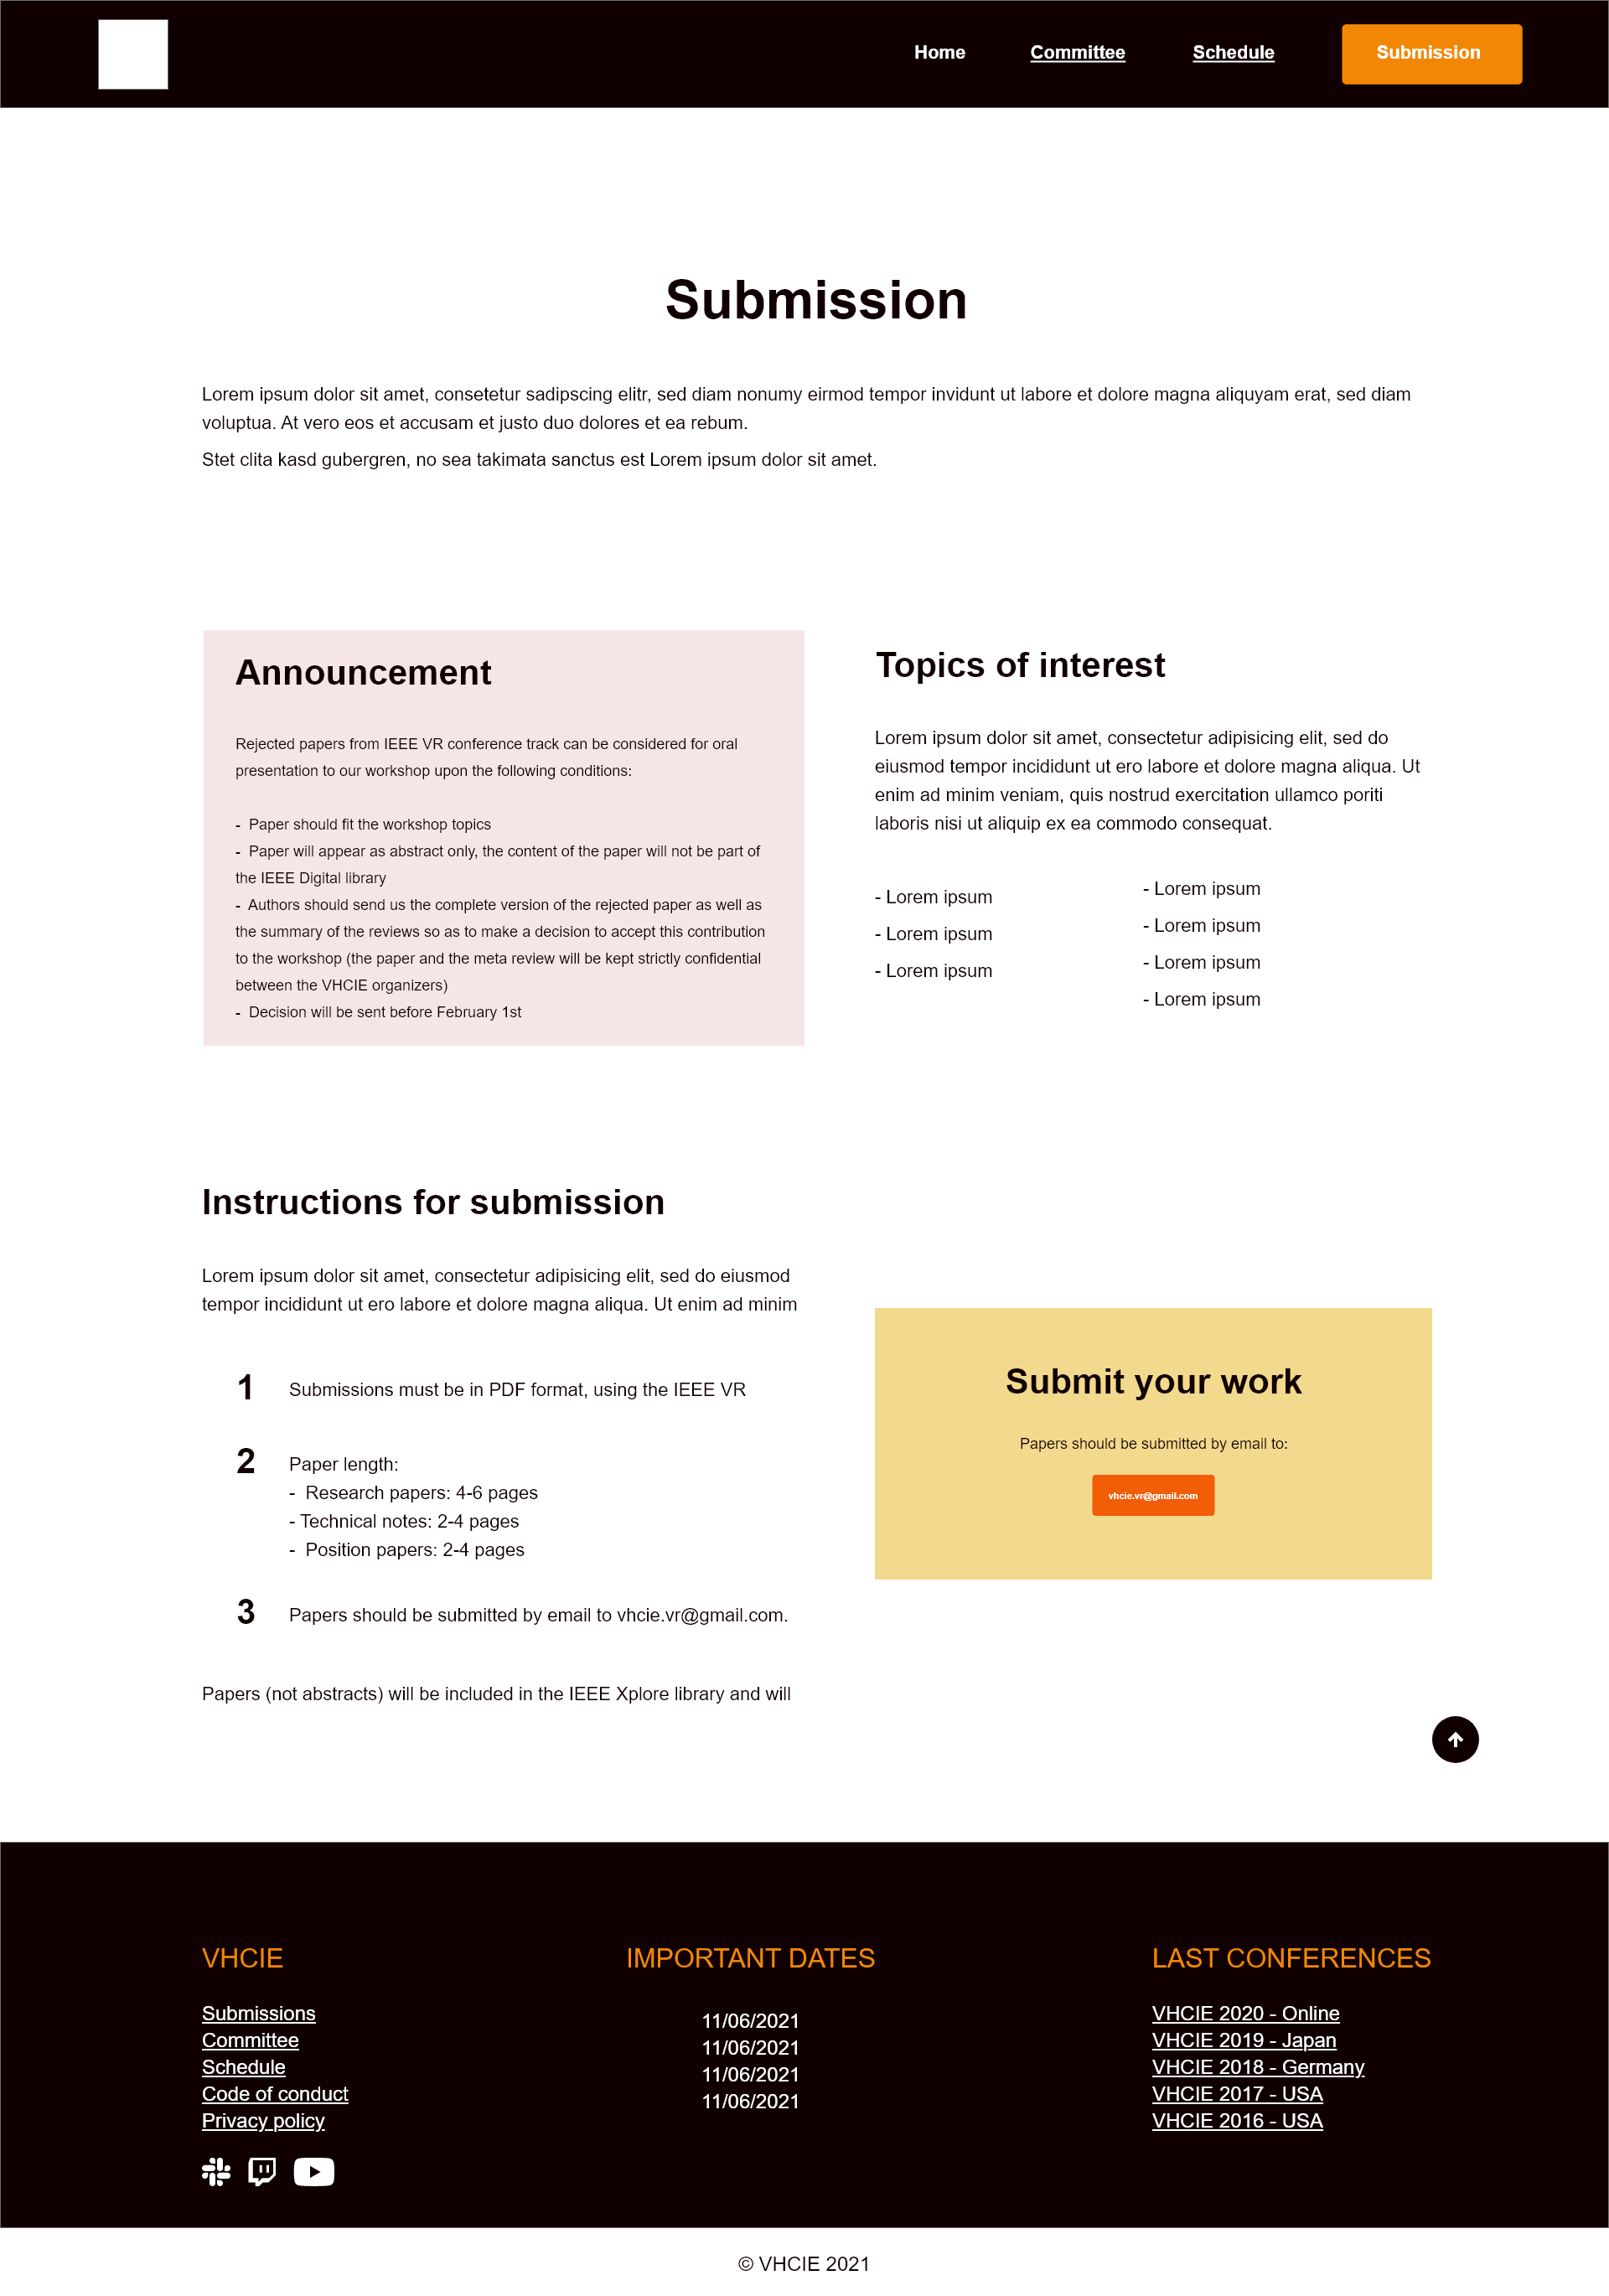 Home Committee Schedule Submission
Submission
Lorem ipsum dolor sit amet, consetetur sadipscing elitr, sed diam nonumy eirmod tempor invidunt ut labore et dolore magna aliquyam erat, sed diam
voluptua. At vero eos et accusam et justo duo dolores et ea rebum.
Stet clita kasd gubergren, no sea takimata sanctus est Lorem ipsum dolor sit amet.
Announcement
Rejected papers from IEEE VR conference track can be considered for oral
presentation to our workshop upon the following conditions:
- Paper should fit the workshop topics
- Paper will appear as abstract only, the content of the paper will not be part of
the IEEE Digital library
- Authors should send us the complete version of the rejected paper as well as
the summary of the reviews so as to make a decision to accept this contribution
to the workshop (the paper and the meta review will be kept strictly confidential
between the VHCIE organizers)
- Decision will be sent before February 1st
Topics of interest
Lorem ipsum dolor sit amet, consectetur adipisicing elit, sed do
eiusmod tempor incididunt ut ero labore et dolore magna aliqua. Ut
enim ad minim veniam, quis nostrud exercitation ullamco poriti
laboris nisi ut aliquip ex ea commodo consequat.
- Lorem ipsum
- Lorem ipsum
- Lorem ipsum
- Lorem ipsum
- Lorem ipsum
- Lorem ipsum
- Lorem ipsum
Instructions for submission
Lorem ipsum dolor sit amet, consectetur adipisicing elit, sed do eiusmod
tempor incididunt ut ero labore et dolore magna aliqua. Ut enim ad minim
1 Submissions must be in PDF format, using the IEEE VR
2 Paper length:
- Research papers: 4-6 pages
- Technical notes: 2-4 pages
- Position papers: 2-4 pages
3 Papers should be submitted by email to vhcie.vr@gmail.com.
Papers (not abstracts) will be included in the IEEE Xplore library and will
Submit your work
Papers should be submitted by email to:
vhcie.vr@gmail.com
VHCIE
Submissions
Committee
Schedule
Code of conduct
Privacy policy
IMPORTANT DATES
11/06/2021
11/06/2021
11/06/2021
11/06/2021
LAST CONFERENCES
VHCIE 2020 - Online
VHCIE 2019 - Japan
VHCIE 2018 - Germany
VHCIE 2017 - USA
VHCIE 2016 - USA
© VHCIE 2021